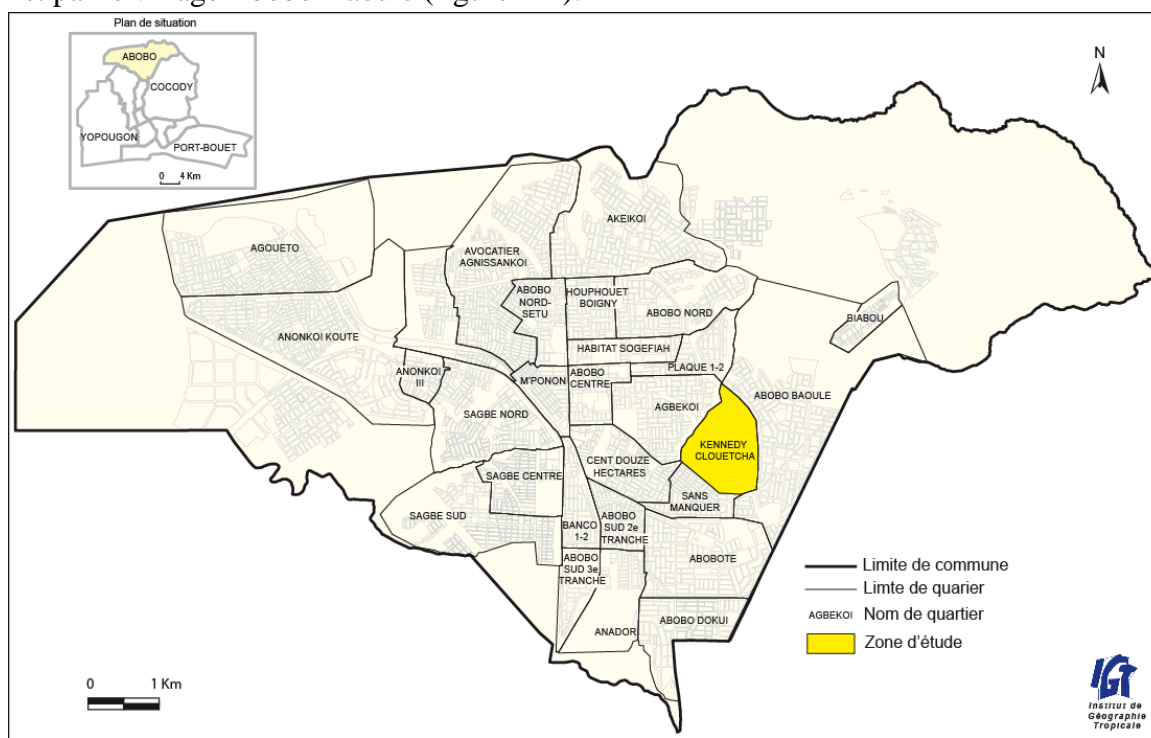 Plan de situation
ABOBO
COCODY
YOPOUGON
PORT-BOUET
0 4 Km
N
AKEIKOI
AGOUETO
AVOCATIER
AGNISSANKOI
ABOBO
NORD-
SETU
HOUPHOUET
BOIGNY
ABOBO NORD
BIABOU
ANONKOI KOUTE
HABITAT SOGEFIAH
PLAQUE 1-2
ANONKOI
III
M'PONON
ABOBO
CENTRE
ABOBO BAOULE
SAGBE NORD
AGBEKOI
KENNEDY
CLOUETCHA
CENT DOUZE
HECTARES
SAGBE CENTRE
SANS
MANQUER
SAGBE SUD
BANCO
1-2
ABOBO
SUD 2e
TRANCHE
ABOBOTE
ABOBO
SUD 3e
TRANCHE
ANADOR
ABOBO DOKUI
Limite de commune
Limte de quarier
AGBEKOI Nom de quartier
Zone d'étude
0 1 Km
IGT
Institut de
Géographie
Tropicale